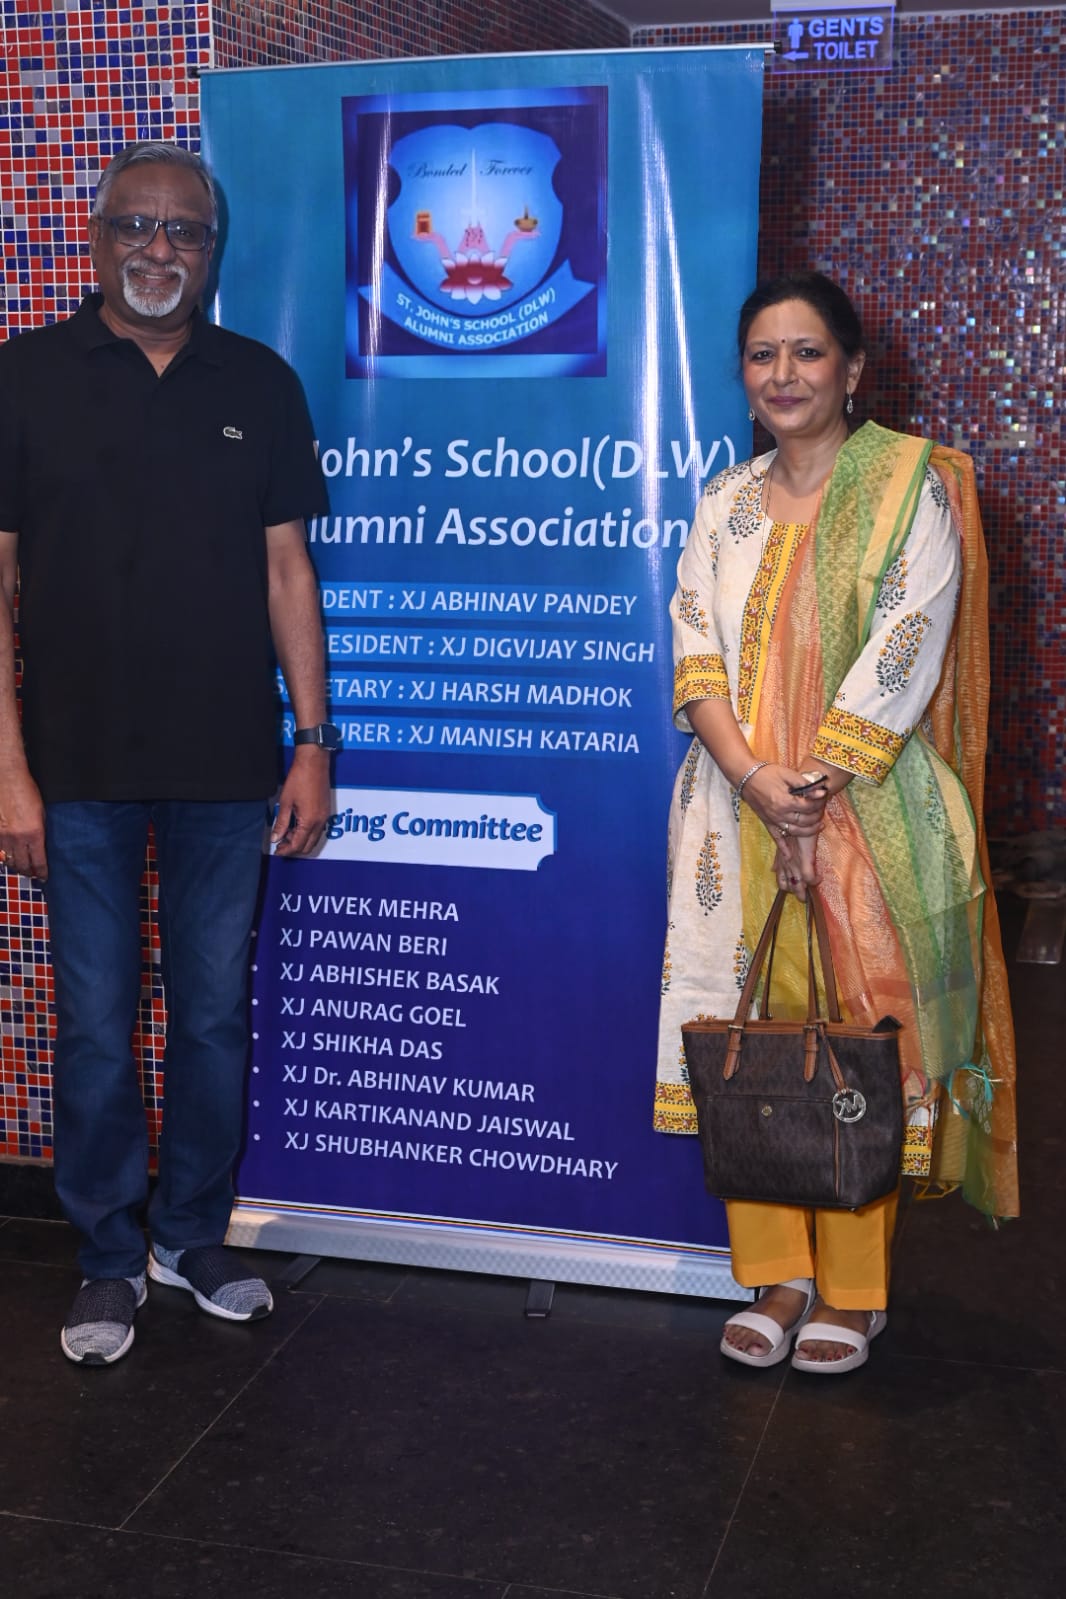 GENTS
TOILET
Bonded Forever
ST. JOHN'S SCHOOL (DLW)
ALUMNI ASSOCIATION
John's School(DLW)
lumni Association
DENT : XJ ABHINAV PANDEY
ESIDENT : XJ DIGVIJAY SINGH
ETARY : XJ HARSH MADHOK
URER : XJ MANISH KATARIA
ging Committee
XJ VIVEK MEHRA
• XJ PAWAN BERI
• XJ ABHISHEK BASAK
• XJ ANURAG GOEL
• XJ SHIKHA DAS
• XJ Dr. ABHINAV KUMAR
• XJ KARTIKANAND JAISWAL
• XJ SHUBHANKER CHOWDHARY